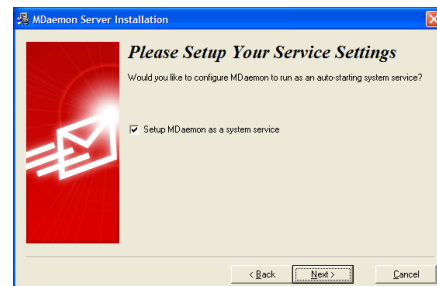 MDaemon Server Installation
Please Setup Your Service Settings
Would you like to configure MDaemon to run as an auto-starting system service?
Setup MDaemon as a system service
< Back
Next >
Cancel